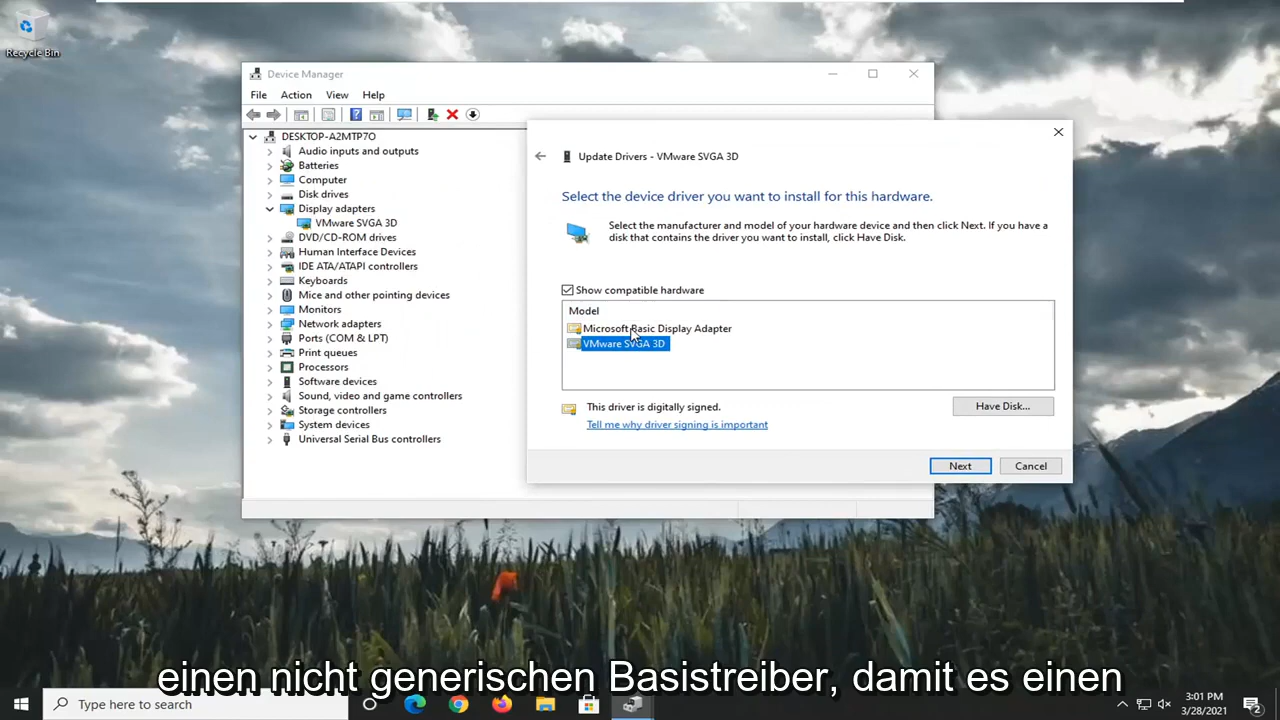 Recycle Bin
Device Manager
File Action View Help
DESKTOP-A2MTP7O
Audio inputs and outputs
Batteries
Computer
Disk drives
Display adapters
VMware SVGA 3D
DVD/CD-ROM drives
Human Interface Devices
IDE ATA/ATAPI controllers
Keyboards
Mice and other pointing devices
Monitors
Network adapters
Ports (COM & LPT)
Print queues
Processors
Software devices
Sound, video and game controllers
Storage controllers
System devices
Universal Serial Bus controllers
Update Drivers - VMware SVGA 3D
Select the device driver you want to install for this hardware.
Select the manufacturer and model of your hardware device and then click Next. If you have a
disk that contains the driver you want to install, click Have Disk.
Show compatible hardware
Model
Microsoft Basic Display Adapter
VMware SVGA 3D
This driver is digitally signed.
Have Disk...
Tell me why driver signing is important
Next Cancel
einen nicht generischen Basistreiber, damit es einen
Type here to search
3:01 PM
3/28/2021
2